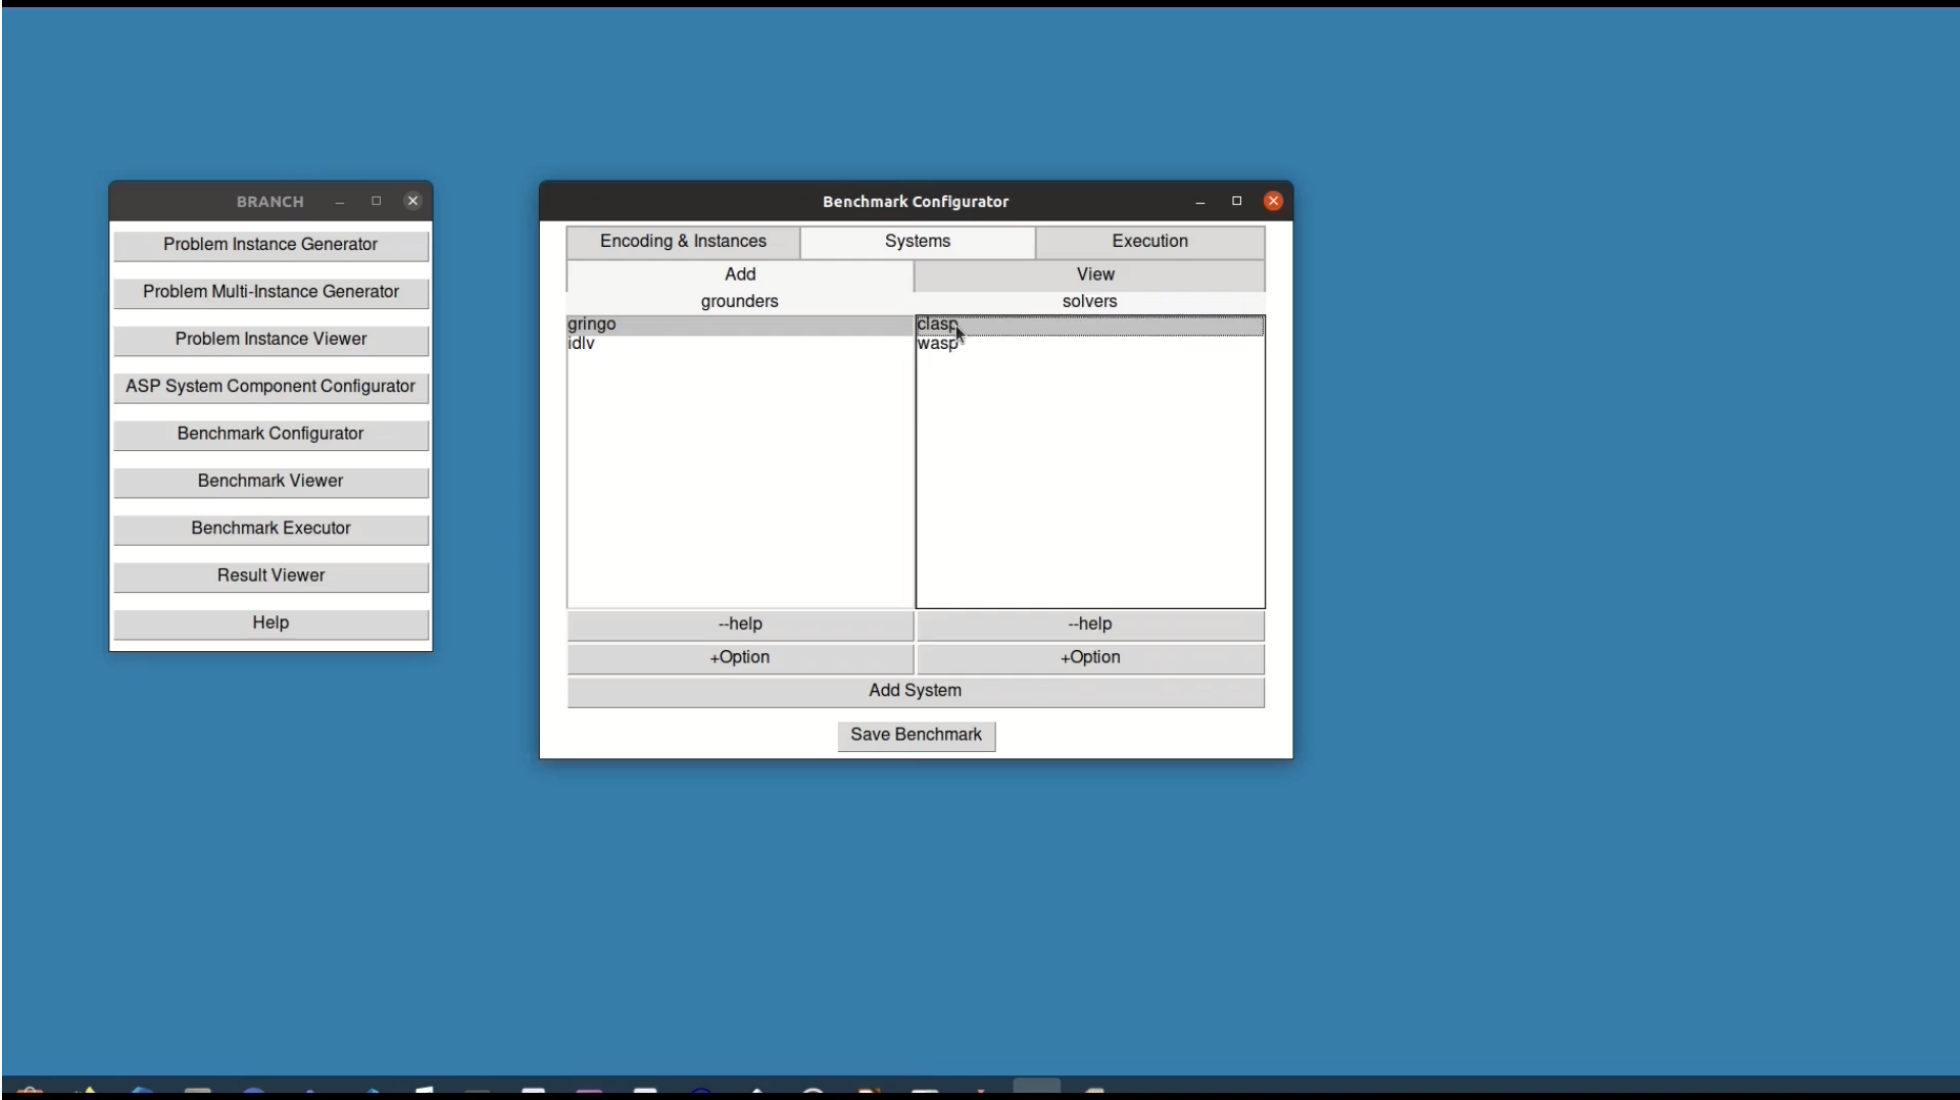 BRANCH
Problem Instance Generator
Problem Multi-Instance Generator
Problem Instance Viewer
ASP System Component Configurator
Benchmark Configurator
Benchmark Viewer
Benchmark Executor
Result Viewer
Help
Benchmark Configurator
Encoding & Instances Systems Execution
Add View
grounders solvers
gringo clasp
idlv wasp
--help --help
+Option +Option
Add System
Save Benchmark